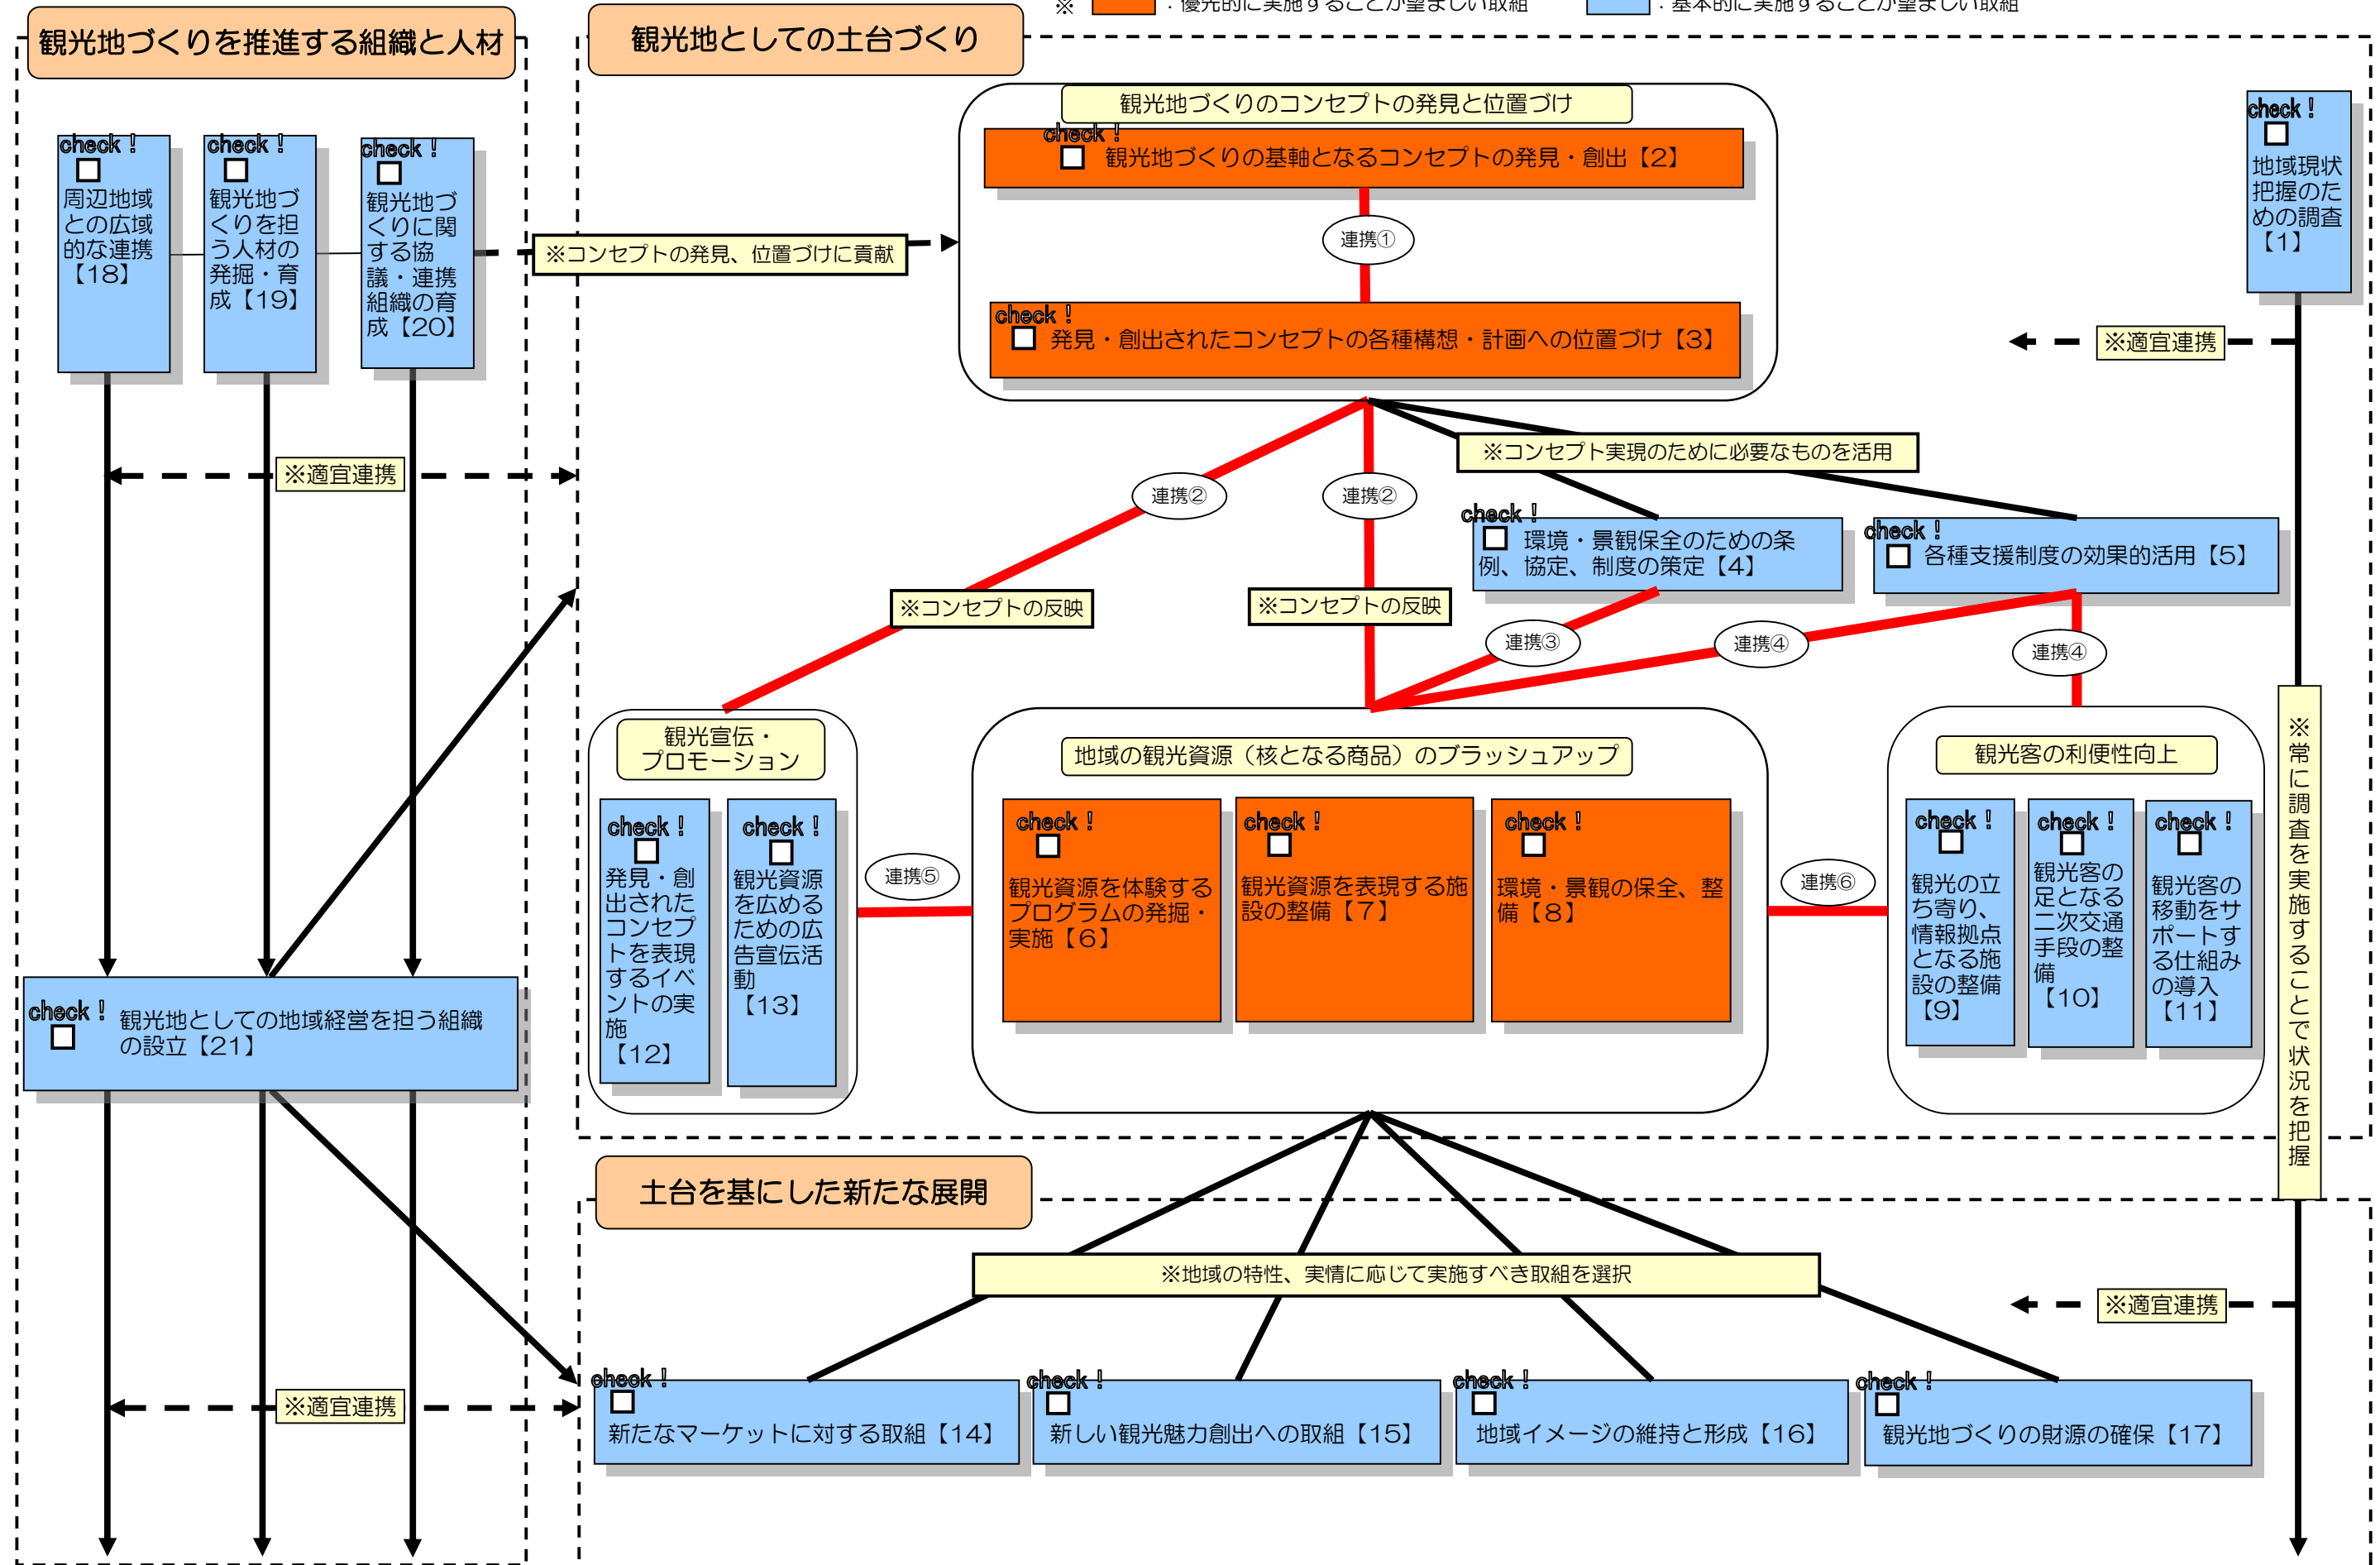 ※ ：優先的に実施することが望ましい取組 ：基本的に実施することが望ましい取組
観光地づくりを推進する組織と人材
check！
周辺地域
との広域
的な連携
【18】
check！
観光地づ
くりを担
う人材の
発掘・育
成【19】
check！
観光地づ
くりに関
する協
議・連携
組織の育
成【20】
※適宜連携
check！
観光地としての地域経営を担う組織
の設立【21】
※適宜連携
観光地としての土台づくり
観光地づくりのコンセプトの発見と位置づけ
check！
観光地づくりの基軸となるコンセプトの発見・創出【2】
連携①
※コンセプトの発見、位置づけに貢献
check！
発見・創出されたコンセプトの各種構想・計画への位置づけ【3】
check！
地域現状
把握のた
めの調査
【1】
※適宜連携
※コンセプト実現のために必要なものを活用
連携②
連携②
check！
環境・景観保全のための条
例、協定、制度の策定【4】
check！
各種支援制度の効果的活用【5】
※コンセプトの反映
※コンセプトの反映
連携③
連携④
連携④
観光宣伝・
プロモーション
check！
発見・創
出された
コンセプ
トを表現
するイベ
ントの実
施
【12】
check！
観光資源
を広める
ための広
告宣伝活
動
【13】
連携⑤
地域の観光資源（核となる商品）のブラッシュアップ
check！
観光資源を体験する
プログラムの発掘・
実施【6】
check！
観光資源を表現する施
設の整備【7】
check！
環境・景観の保全、整
備【8】
連携⑥
観光客の利便性向上
check！
観光の立
ち寄り、
情報拠点
となる施
設の整備
【9】
check！
観光客の
足となる
二次交通
手段の整
備
【10】
check！
観光客の
移動をサ
ポートす
る仕組み
の導入
【11】
※常に調査を実施することで状況を把握
土台を基にした新たな展開
※地域の特性、実情に応じて実施すべき取組を選択
※適宜連携
check！
新たなマーケットに対する取組【14】
check！
新しい観光魅力創出への取組【15】
check！
地域イメージの維持と形成【16】
check！
観光地づくりの財源の確保【17】